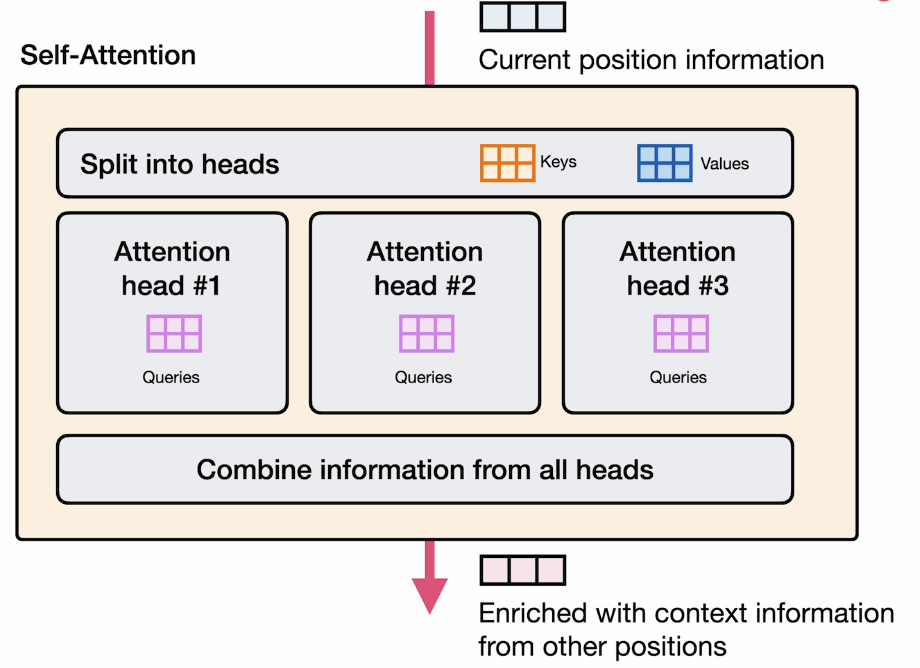 Self-Attention
Current position information
Split into heads
Keys
Values
Attention
head #1
Queries
Attention
head #2
Queries
Attention
head #3
Queries
Combine information from all heads
Enriched with context information
from other positions